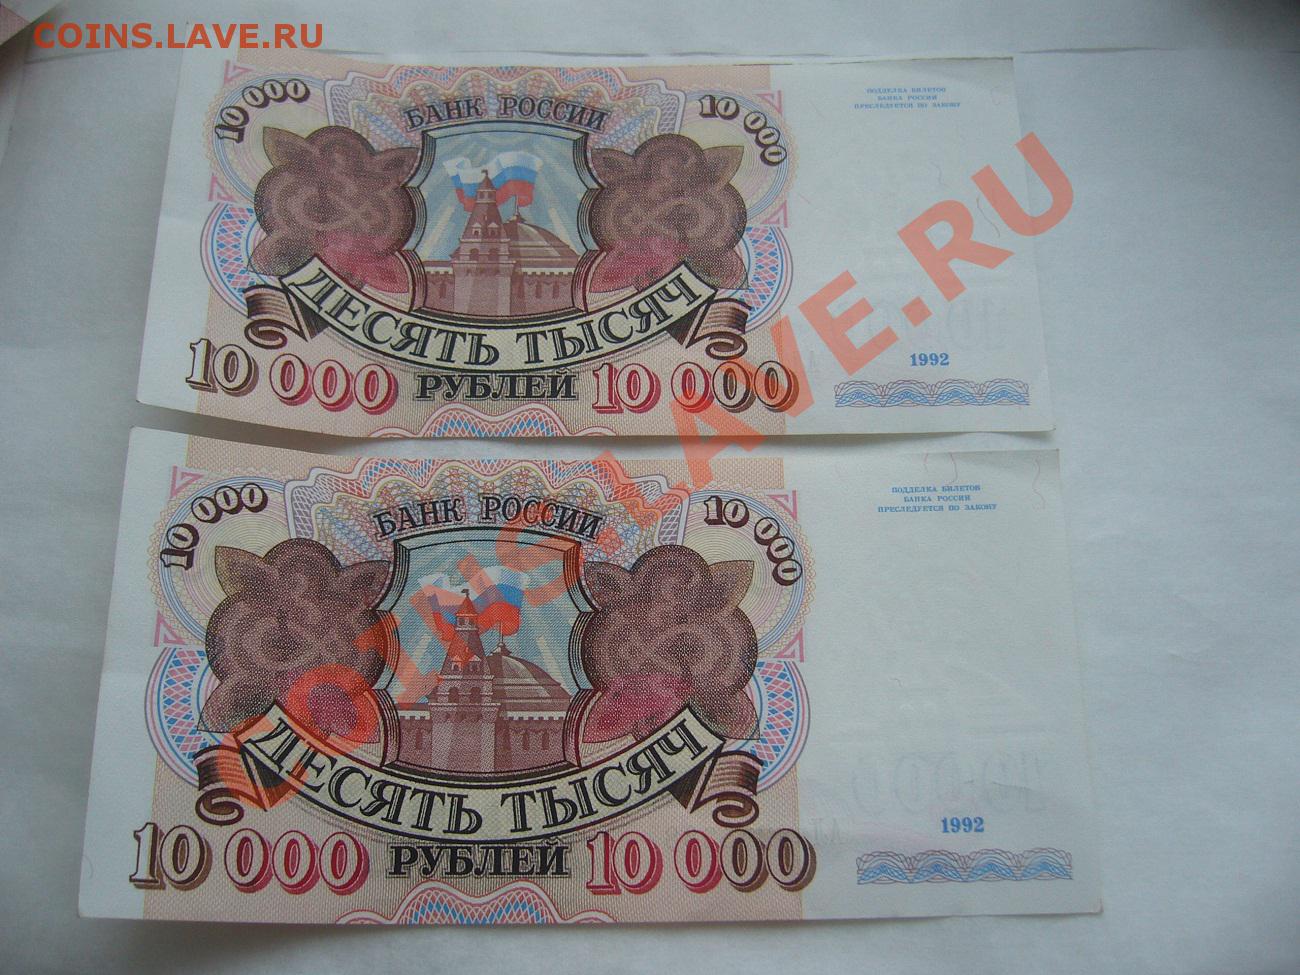 COINS.LAVE.RU
10 000
БАНК РОССИИ
10 000
ПОДДЕЛКА БИЛЕТОВ
БАНКА РОССИИ
ПРЕСЛЕДУЕТСЯ ПО ЗАКОНУ
ДЕСЯТЬ ТЫСЯЧ
1992
10 000 РУБЛЕЙ 10 000
COINS.LAVE.RU
10 000
БАНК РОССИИ
10 000
ПОДДЕЛКА БИЛЕТОВ
БАНКА РОССИИ
ПРЕСЛЕДУЕТСЯ ПО ЗАКОНУ
ДЕСЯТЬ ТЫСЯЧ
1992
10 000 РУБЛЕЙ 10 000